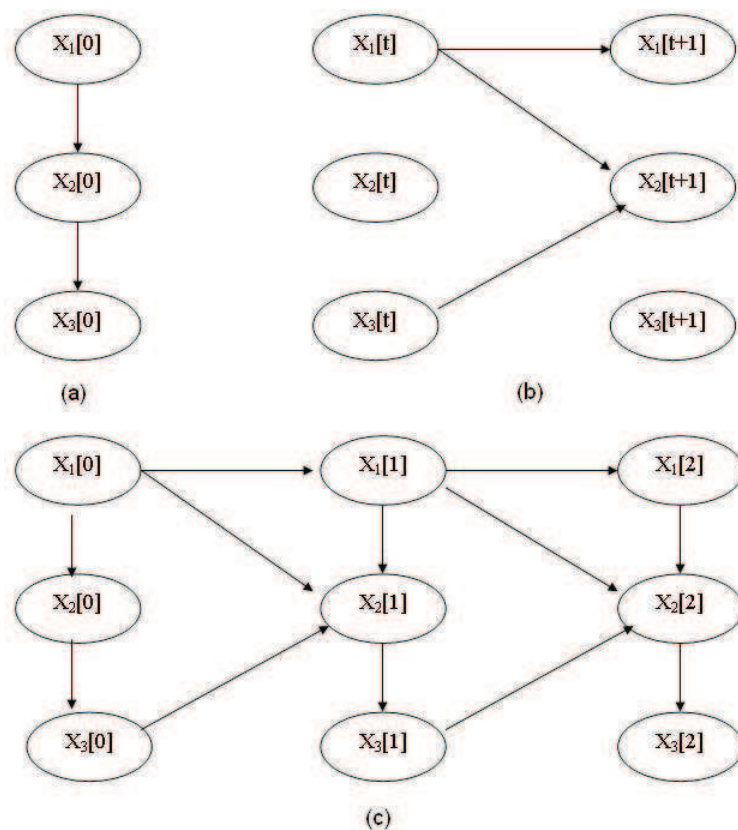 X₁[0] X₁[t] X₁[t+1]
X₂[0] X₂[t] X₂[t+1]
X₃[0] X₃[t] X₃[t+1]
(a) (b)
X₁[0] X₁[1] X₁[2]
X₂[0] X₂[1] X₂[2]
X₃[0] X₃[1] X₃[2]
(c)